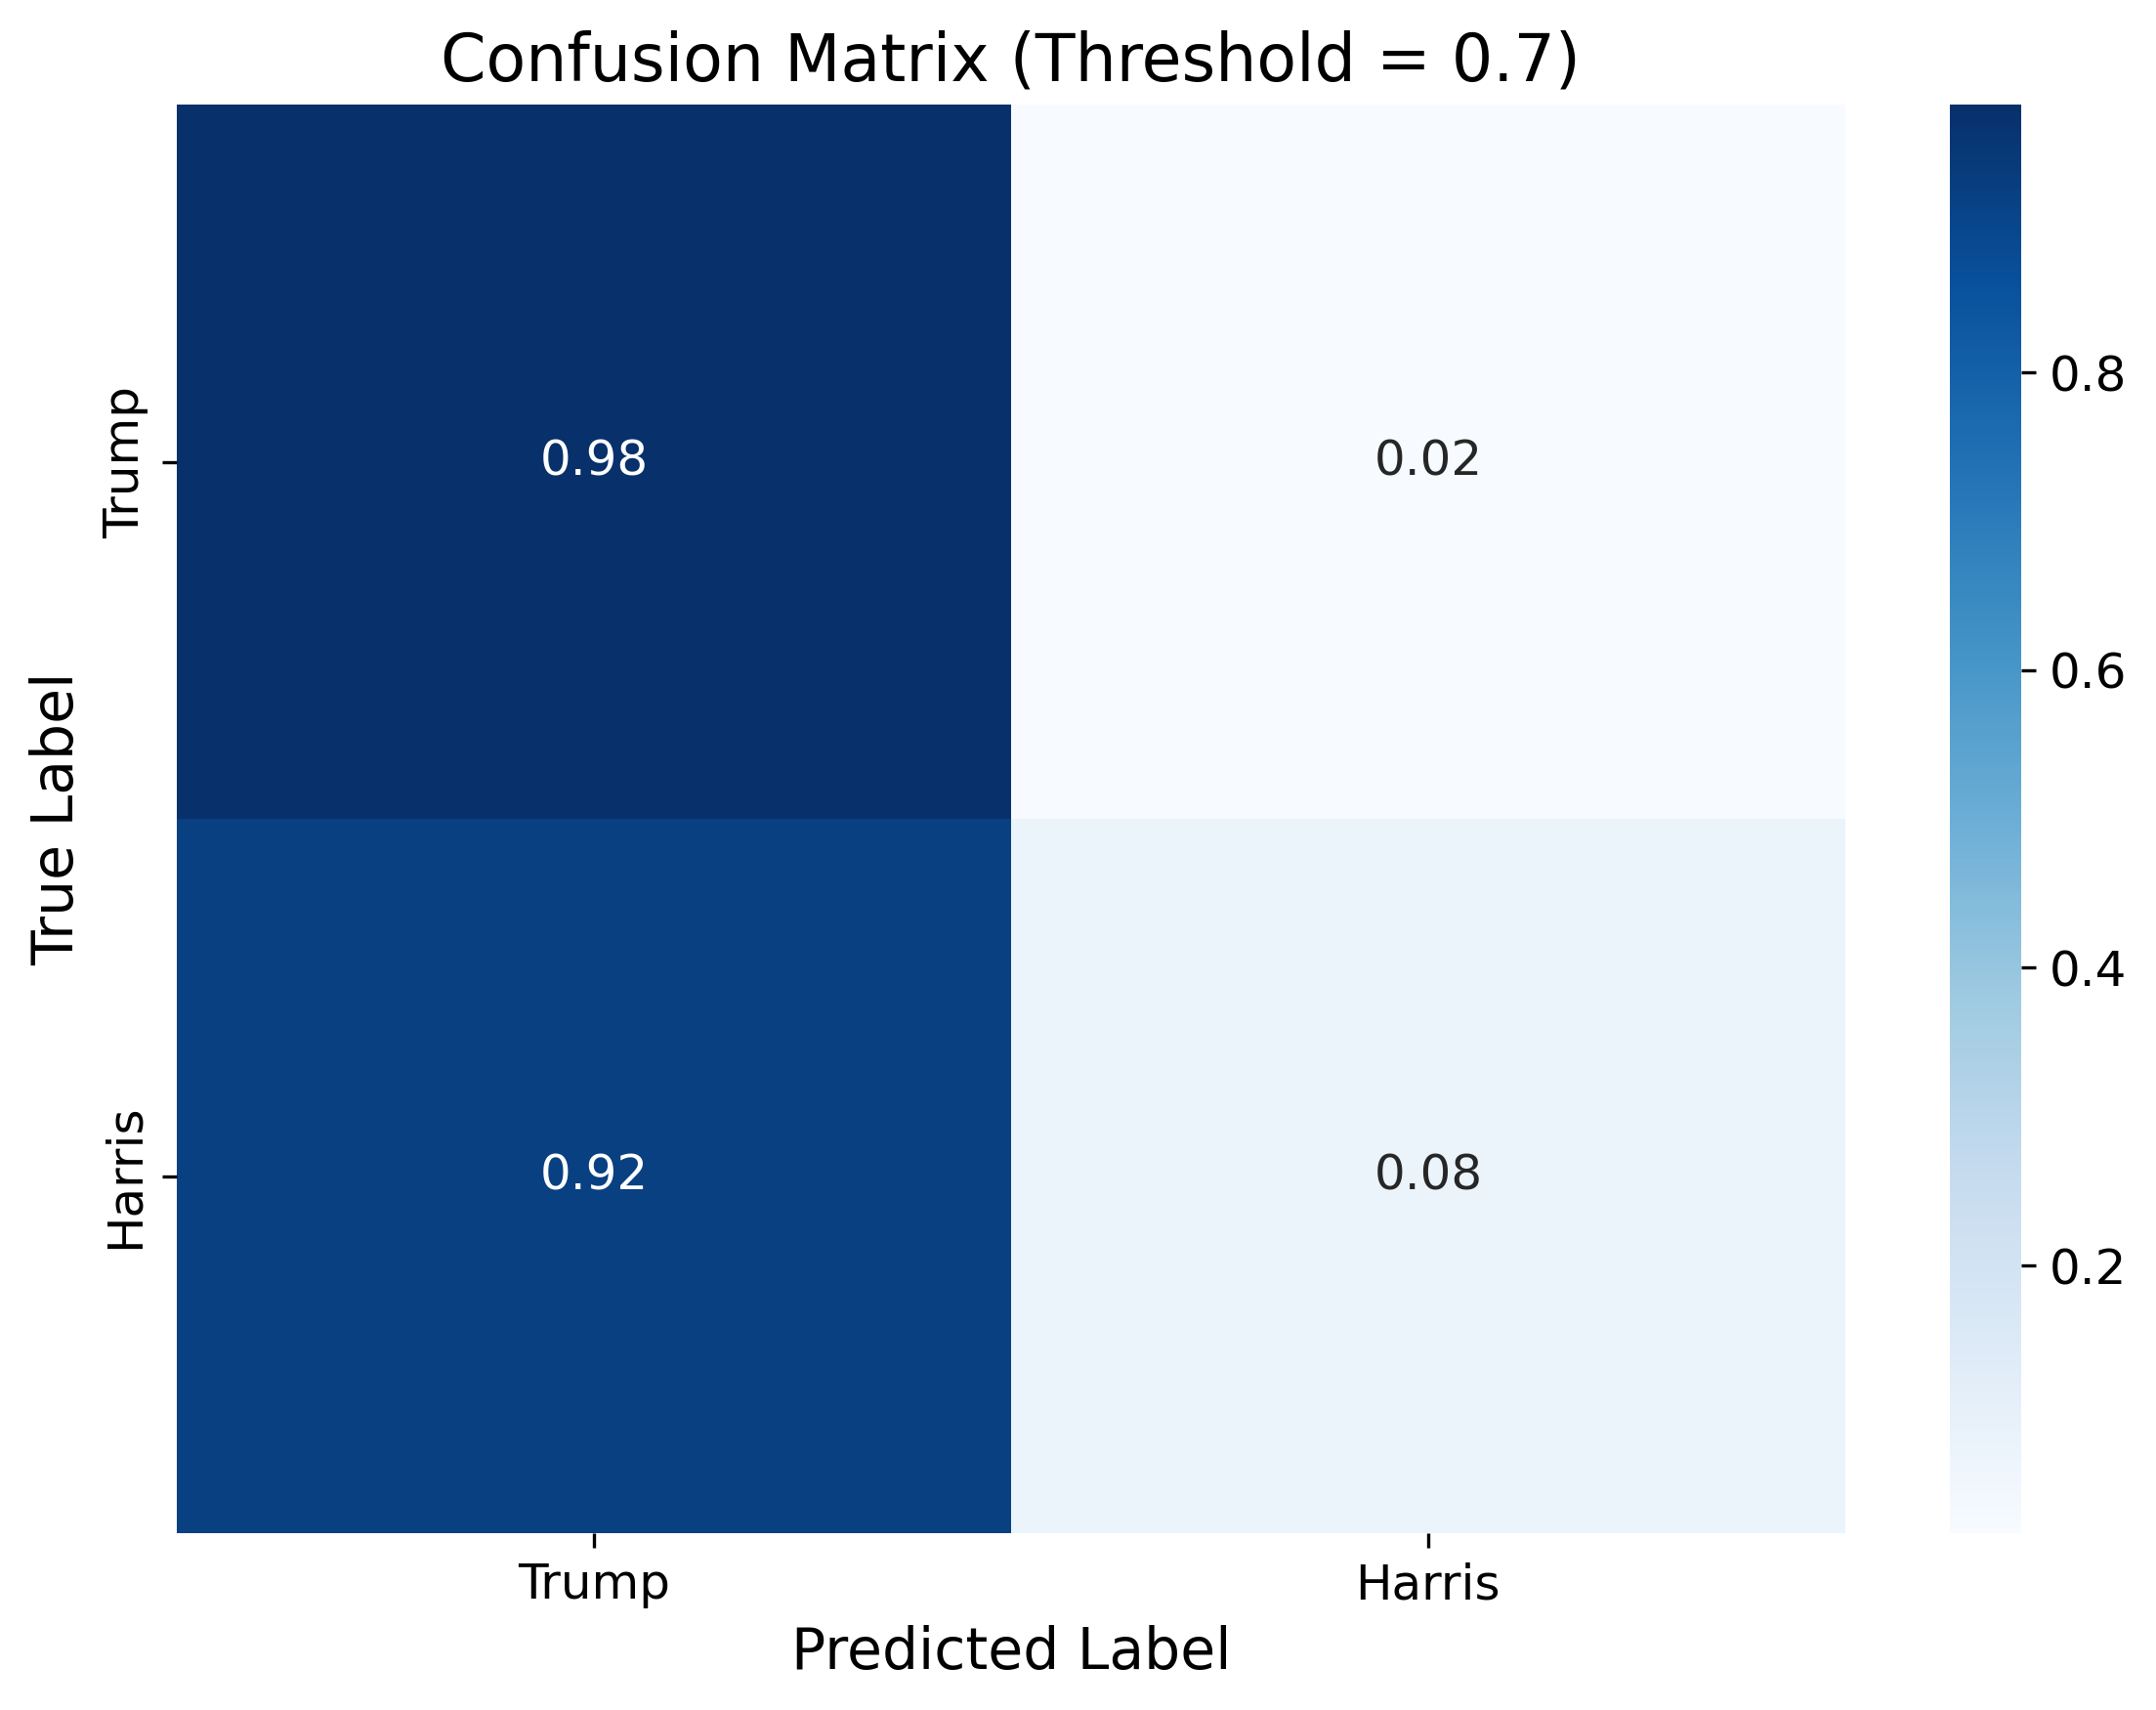 Confusion Matrix (Threshold = 0.7)
True Label
Trump
0.98
0.02
Harris
0.92
0.08
Trump
Harris
Predicted Label
0.8
0.6
0.4
0.2